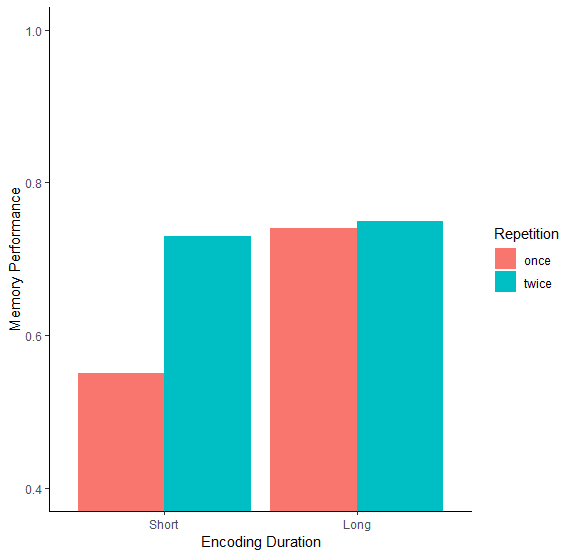 1.0
0.8
0.6
0.4
Memory Performance
Short
Long
Encoding Duration
Repetition
once
twice